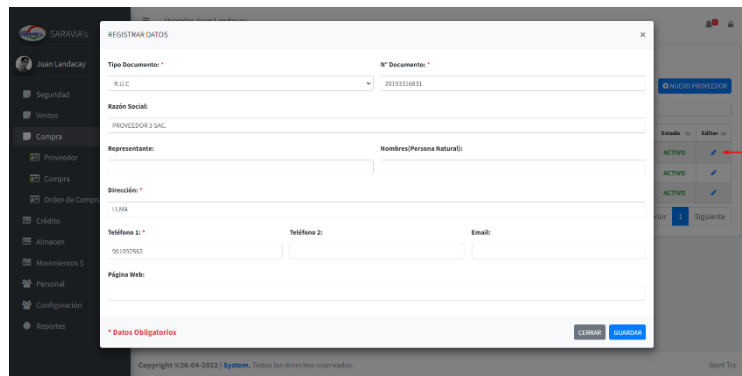 SARAVIA's
Juan Landacay
Seguridad
Ventas
Compra
Proveedor
Compra
Orden de Compra
Crédito
Almacen
Movimientos $
Personal
Configuración
Reportes
REGISTRAR DATOS ×
Tipo Documento: * N° Documento: *
R.U.C 20193316831
Razón Social:
PROVEEDOR 3 SAC.
Representante: Nombres(Persona Natural):
Dirección: *
LIMA
Teléfono 1: * Teléfono 2: Email:
901092563
Página Web:
* Datos Obligatorios CERRAR GUARDAR
NUEVO PROVEEDOR
Estado Editar
ACTIVO
ACTIVO
ACTIVO
1 Siguiente
Copyright ©26-04-2022 | System. Todos los derechos reservados. Start Tec.